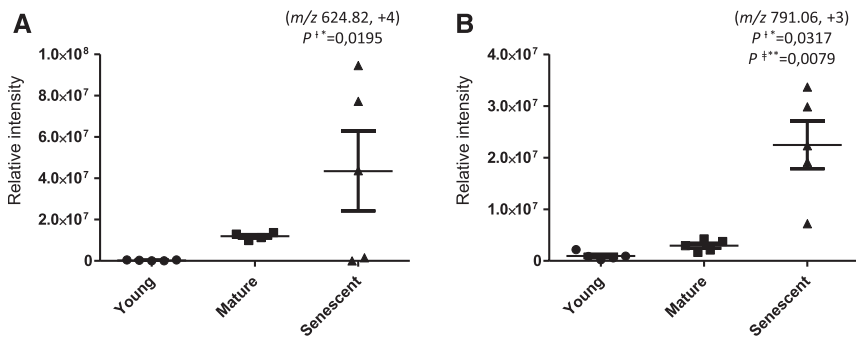 A
(m/z 624.82, +4)
P ǂ*=0,0195
Relative intensity
1.0×10⁸
8.0×10⁷
6.0×10⁷
4.0×10⁷
2.0×10⁷
0
Young
Mature
Senescent
B
(m/z 791.06, +3)
P ƚ*=0,0317
P ǂ**=0,0079
Relative intensity
4.0×10⁷
3.0×10⁷
2.0×10⁷
1.0×10⁷
0
Young
Mature
Senescent